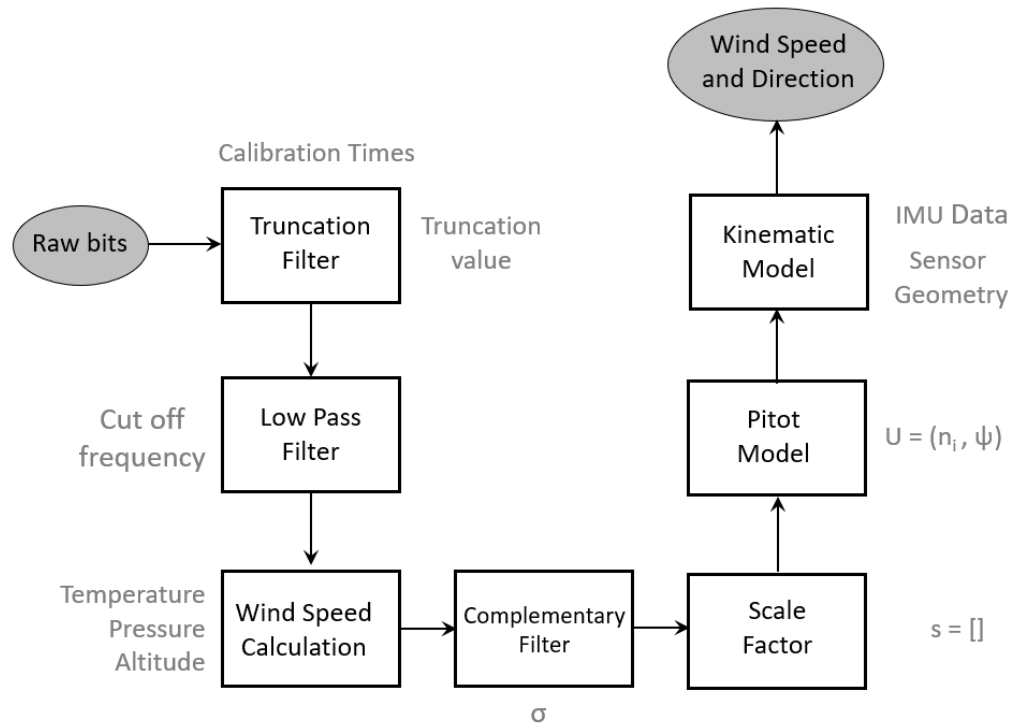 Wind Speed
and Direction
Calibration Times
Raw bits
Truncation
Filter
Truncation
value
Kinematic
Model
IMU Data
Sensor
Geometry
Cut off
frequency
Low Pass
Filter
Pitot
Model
U = (nᵢ , ψ)
Temperature
Pressure
Altitude
Wind Speed
Calculation
Complementary
Filter
Scale
Factor
s = []
σ